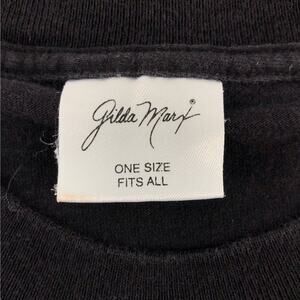 Gilda Marx®
ONE SIZE
FITS ALL